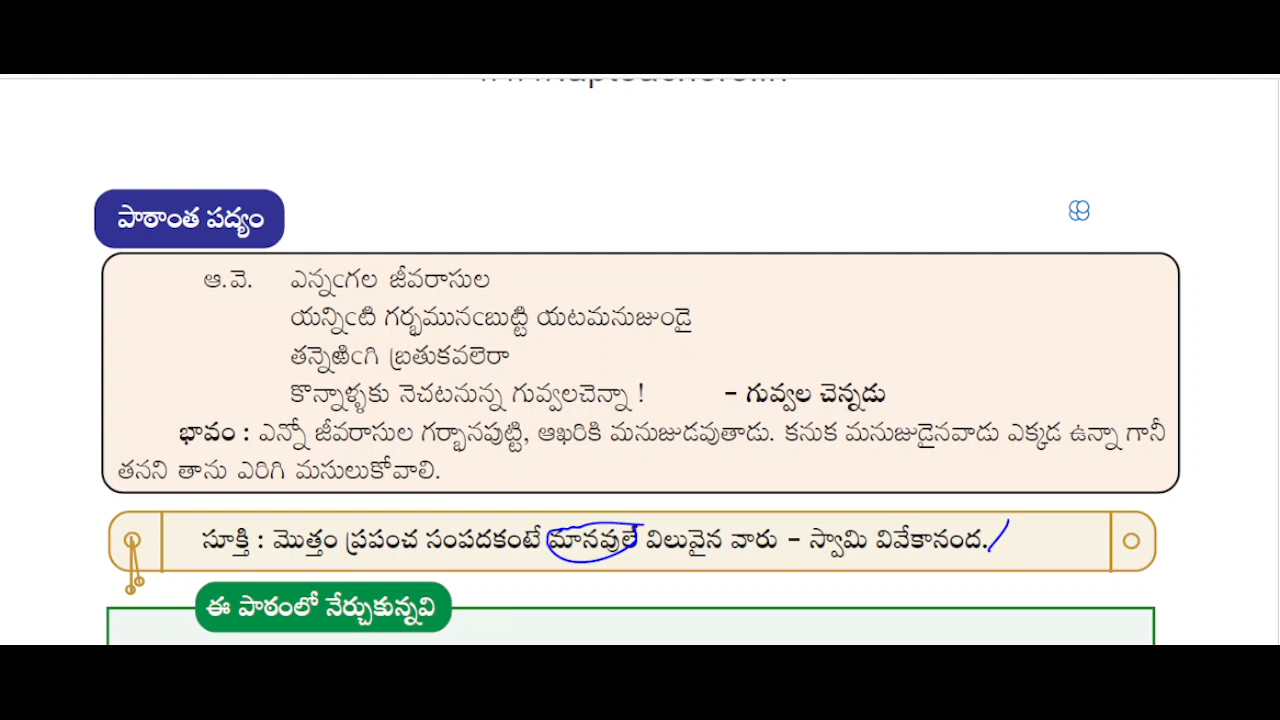 పాఠాంత పద్యం
ఆ.వె. ఎన్నఁగల జీవరాసుల
యన్నిఁటి గర్భమునఁబుట్టి యటమనుజుండై
తన్నెఱిఁగి బ్రతుకవలెరా
కొన్నాళ్ళకు నెచటనున్న గువ్వలచెన్నా ! – గువ్వల చెన్నడు
భావం : ఎన్నో జీవరాసుల గర్భానపుట్టి, ఆఖరికి మనుజుడవుతాడు. కనుక మనుజుడైనవాడు ఎక్కడ ఉన్నా గానీ
తనని తాను ఎరిగి మసులుకోవాలి.
సూక్తి : మొత్తం ప్రపంచ సంపదకంటే మానవులే విలువైన వారు – స్వామి వివేకానంద.
ఈ పాఠంలో నేర్చుకున్నవి